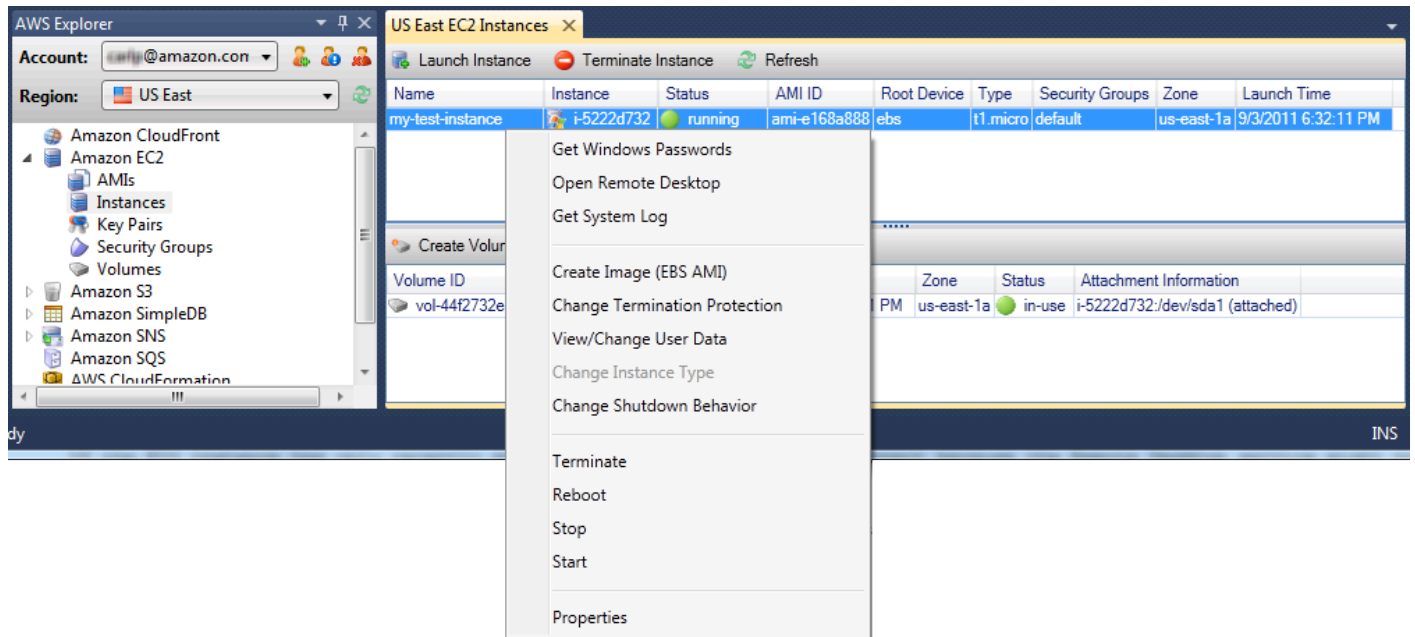 AWS Explorer
Account: @amazon.con
Region: US East
Amazon CloudFront
Amazon EC2
AMIs
Instances
Key Pairs
Security Groups
Volumes
Amazon S3
Amazon SimpleDB
Amazon SNS
Amazon SQS
AWS CloudFormation
dy
US East EC2 Instances
Launch Instance Terminate Instance Refresh
Name Instance Status AMI ID Root Device Type Security Groups Zone Launch Time
my-test-instance i-5222d732 running ami-e168a888 ebs t1.micro default us-east-1a 9/3/2011 6:32:11 PM
Get Windows Passwords
Open Remote Desktop
Get System Log
Create Image (EBS AMI)
Change Termination Protection
View/Change User Data
Change Instance Type
Change Shutdown Behavior
Terminate
Reboot
Stop
Start
Properties
Create Volu
Volume ID Zone Status Attachment Information
vol-44f2732e PM us-east-1a in-use i-5222d732:/dev/sda1 (attached)
INS